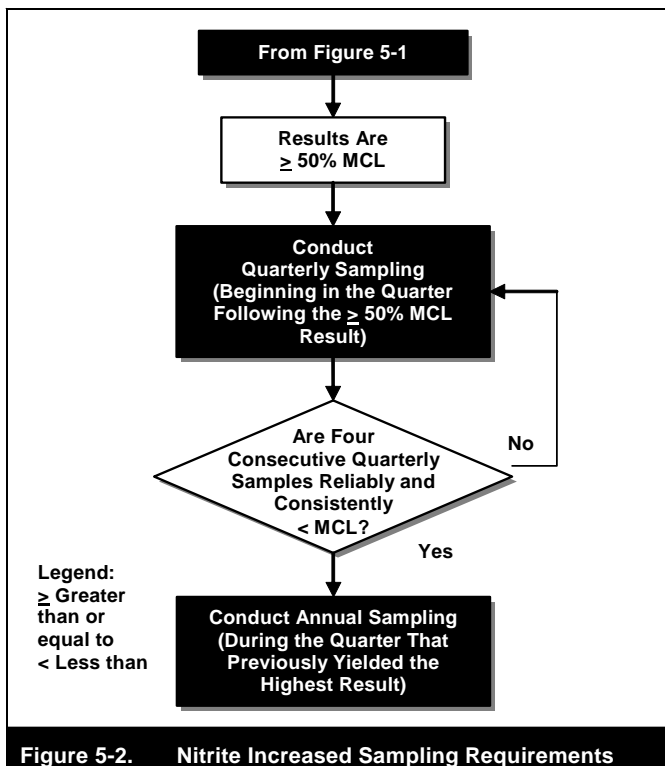 From Figure 5-1
Results Are
≥ 50% MCL
Conduct
Quarterly Sampling
(Beginning in the Quarter
Following the ≥ 50% MCL
Result)
Are Four
Consecutive Quarterly
Samples Reliably and
Consistently
< MCL?
No
Yes
Legend:
≥ Greater
than or
equal to
< Less than
Conduct Annual Sampling
(During the Quarter That
Previously Yielded the
Highest Result)
Figure 5-2. Nitrite Increased Sampling Requirements